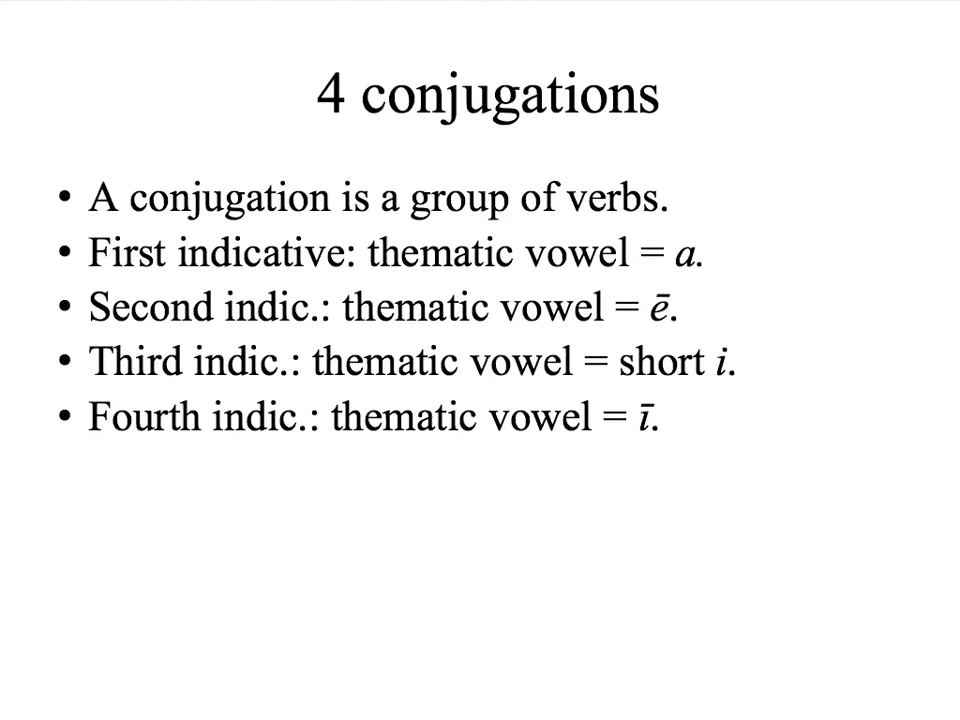 4 conjugations
• A conjugation is a group of verbs.
• First indicative: thematic vowel = a.
• Second indic.: thematic vowel = ē.
• Third indic.: thematic vowel = short i.
• Fourth indic.: thematic vowel = ī.